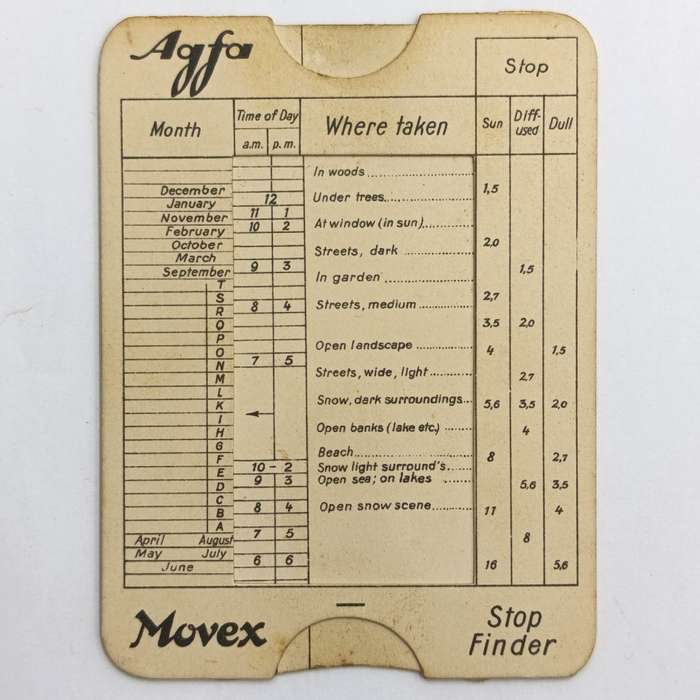 Agfa
Stop
Month
Time of Day
a.m. p.m.
Where taken
Sun Diff-used Dull
In woods
December 1,5
January 12 Under trees
November 11 1
February 10 2 At window (in sun)
October 2,0
March Streets, dark
September 9 3 1,5
T In garden
S 2,7
R 8 4 Streets, medium
Q 3,5 2,0
P
O Open landscape 4 1,5
N 7 5
M Streets, wide, light 2,7
L
K Snow, dark surroundings 5,6 3,5 2,0
I ←
H Open banks (lake etc.) 4
G
F Beach 8 2,7
E 10 - 2 Snow light surround's.
D 9 3 Open sea; on lakes 5,6 3,5
C
B 8 4 Open snow scene 11 4
A
April August 7 5 8
May July
June 6 6 16 5,6
Movex
Stop
Finder